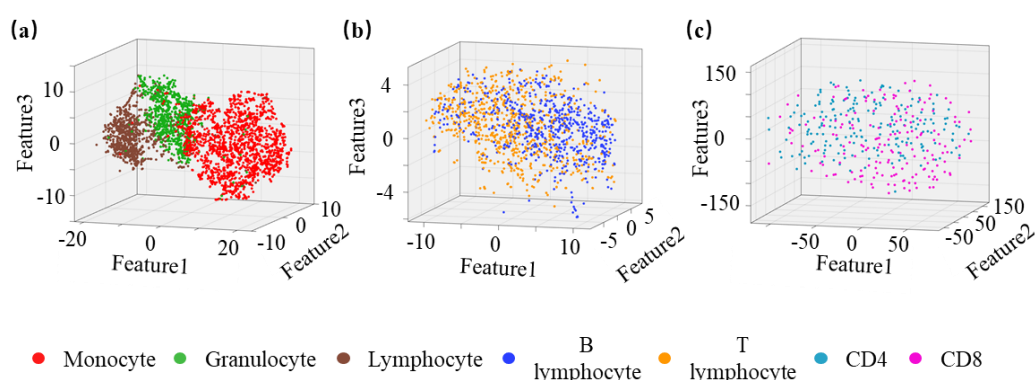 (a) (b) (c)
10
0
-10
Feature3
-20 0 20
Feature1
-10 0 10
Feature2
4
0
-4
Feature3
-10 0 10
Feature1
-5 0 5
Feature2
150
0
-150
Feature3
-50 0 50
Feature1
-50 50 150
Feature2
Monocyte Granulocyte Lymphocyte B lymphocyte T lymphocyte CD4 CD8